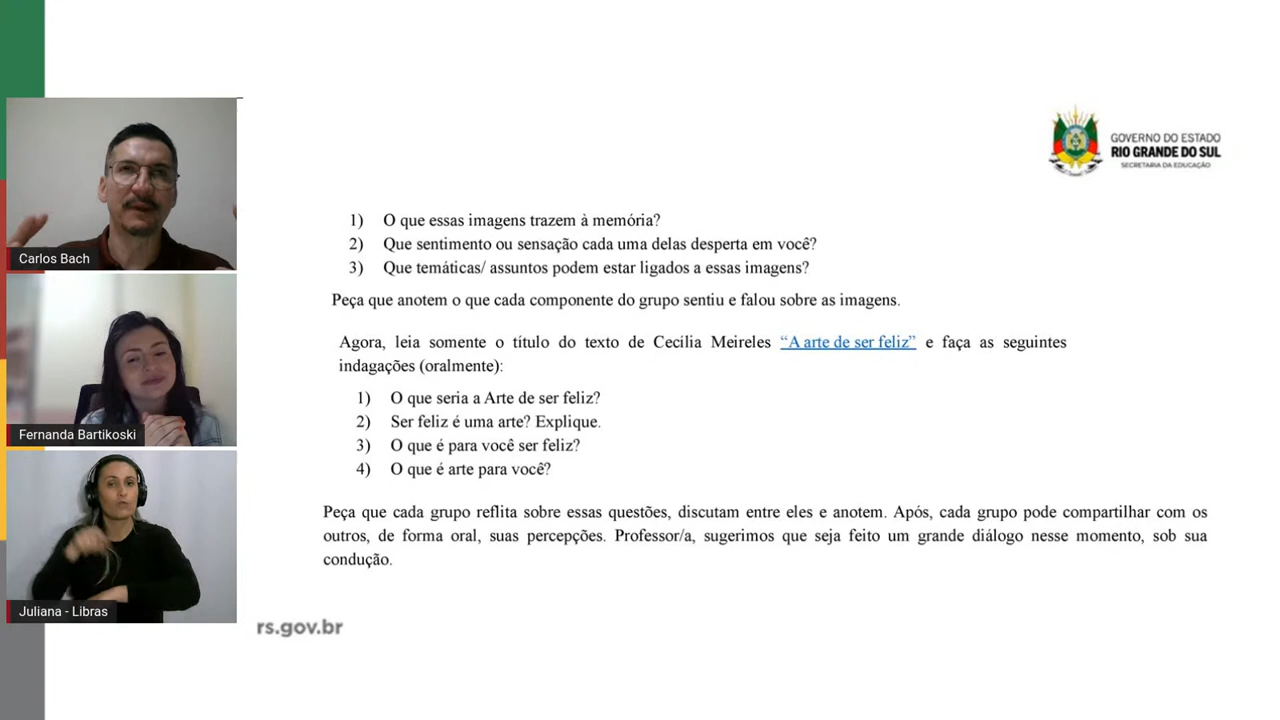 GOVERNO DO ESTADO
RIO GRANDE DO SUL
SECRETARIA DA EDUCAÇÃO
1) O que essas imagens trazem à memória?
2) Que sentimento ou sensação cada uma delas desperta em você?
3) Que temáticas/ assuntos podem estar ligados a essas imagens?
Peça que anotem o que cada componente do grupo sentiu e falou sobre as imagens.
Agora, leia somente o título do texto de Cecília Meireles “A arte de ser feliz” e faça as seguintes
indagações (oralmente):
1) O que seria a Arte de ser feliz?
2) Ser feliz é uma arte? Explique.
3) O que é para você ser feliz?
4) O que é arte para você?
Peça que cada grupo reflita sobre essas questões, discutam entre eles e anotem. Após, cada grupo pode compartilhar com os
outros, de forma oral, suas percepções. Professor/a, sugerimos que seja feito um grande diálogo nesse momento, sob sua
condução.
rs.gov.br
Carlos Bach
Fernanda Bartikoski
Juliana - Libras